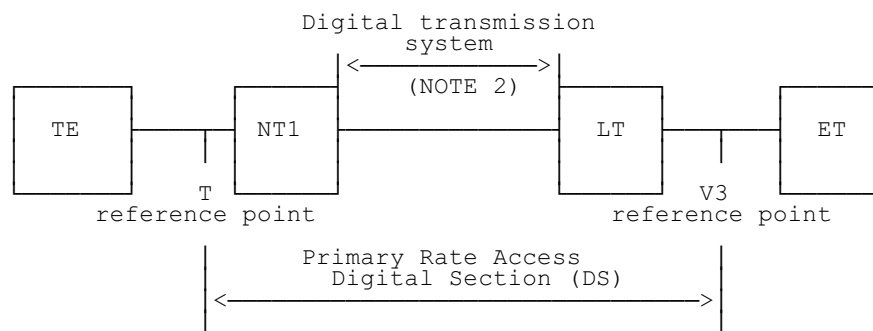 Digital transmission
system
(NOTE 2)
TE NT1 LT ET
T V3
reference point reference point
Primary Rate Access
Digital Section (DS)